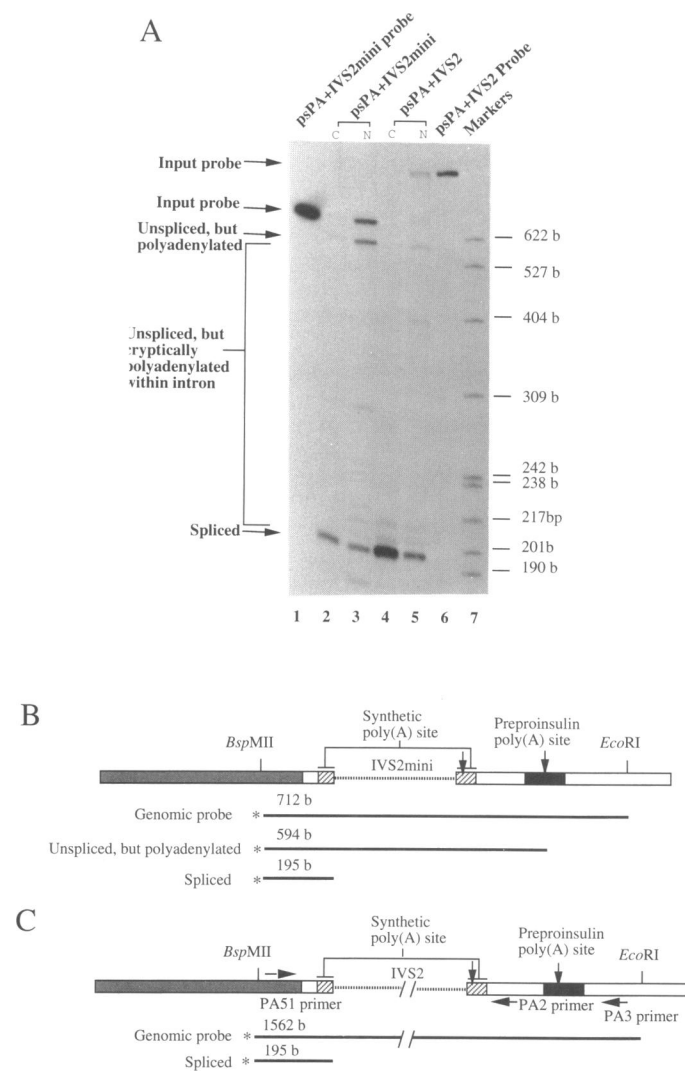 A
psPA+IVS2mini probe
psPA+IVS2mini
psPA+IVS2
psPA+IVS2 Probe
Markers
C N C N
Input probe
Input probe
Unspliced, but
polyadenylated
Unspliced, but
cryptically
polyadenylated
within intron
Spliced
622 b
527 b
404 b
309 b
242 b
238 b
217bp
201b
190 b
1 2 3 4 5 6 7
B
BspMII
Synthetic
poly(A) site
IVS2mini
Preproinsulin
poly(A) site
EcoRI
712 b
Genomic probe *
594 b
Unspliced, but polyadenylated *
195 b
Spliced *
C
BspMII
Synthetic
poly(A) site
IVS2
Preproinsulin
poly(A) site
EcoRI
PA51 primer
PA2 primer
PA3 primer
1562 b
Genomic probe *
195 b
Spliced *